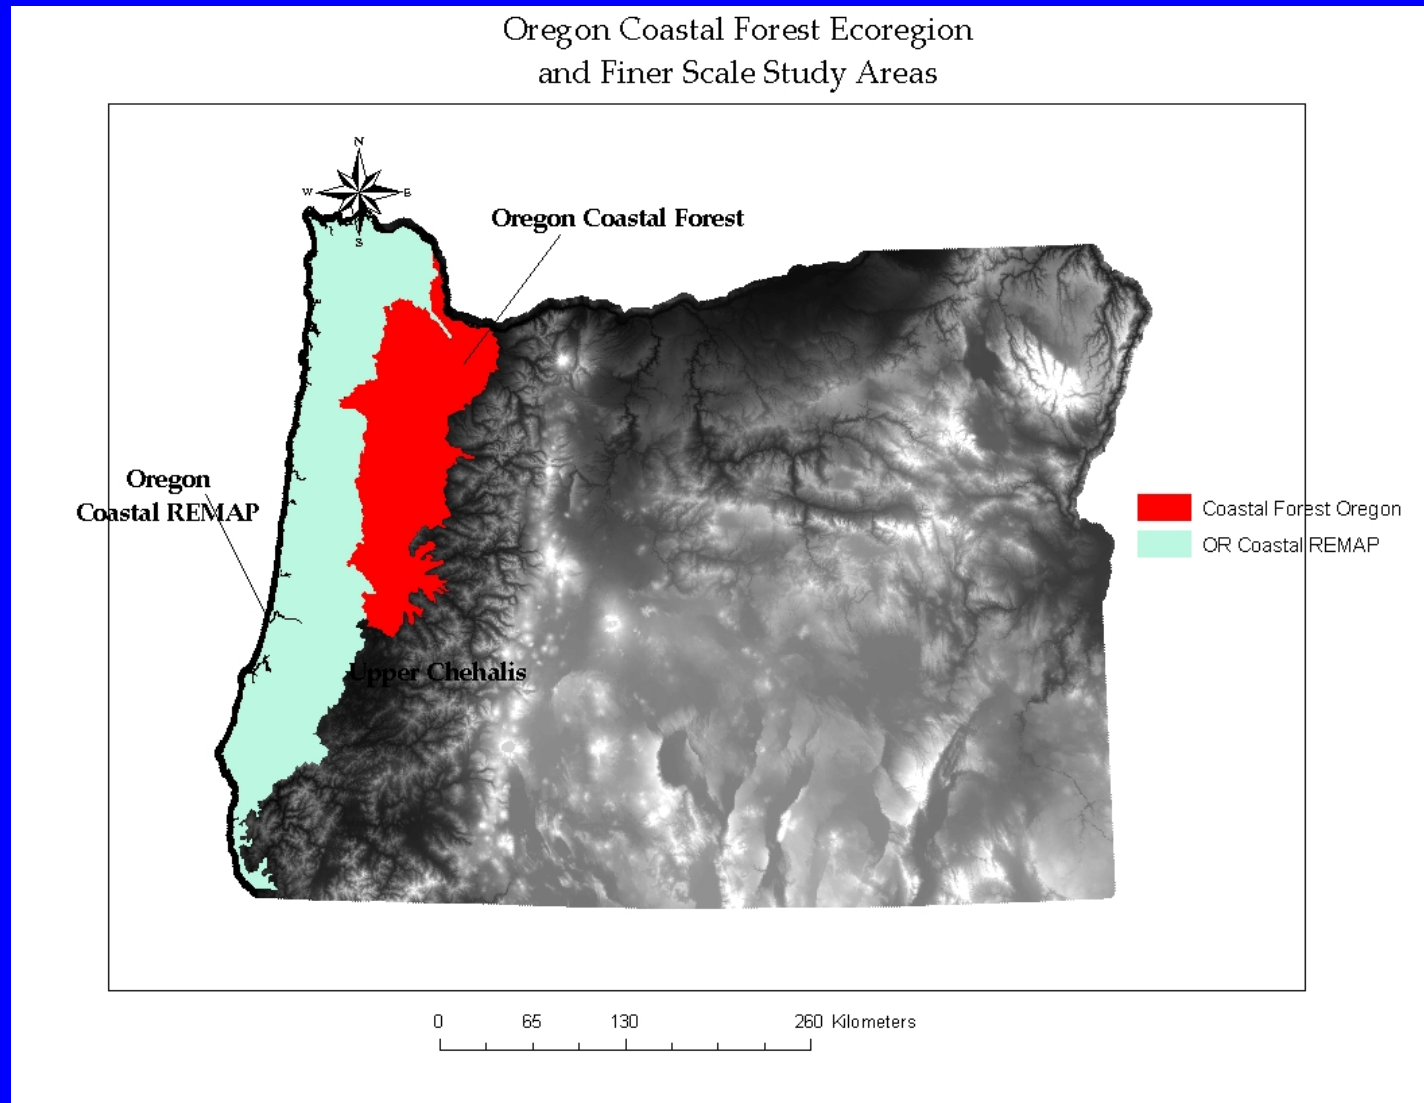 Oregon Coastal Forest Ecoregion
and Finer Scale Study Areas
N
W E
S
Oregon Coastal Forest
Oregon
Coastal REMAP
Coastal Forest Oregon
OR Coastal REMAP
Upper Chehalis
0 65 130 260 Kilometers